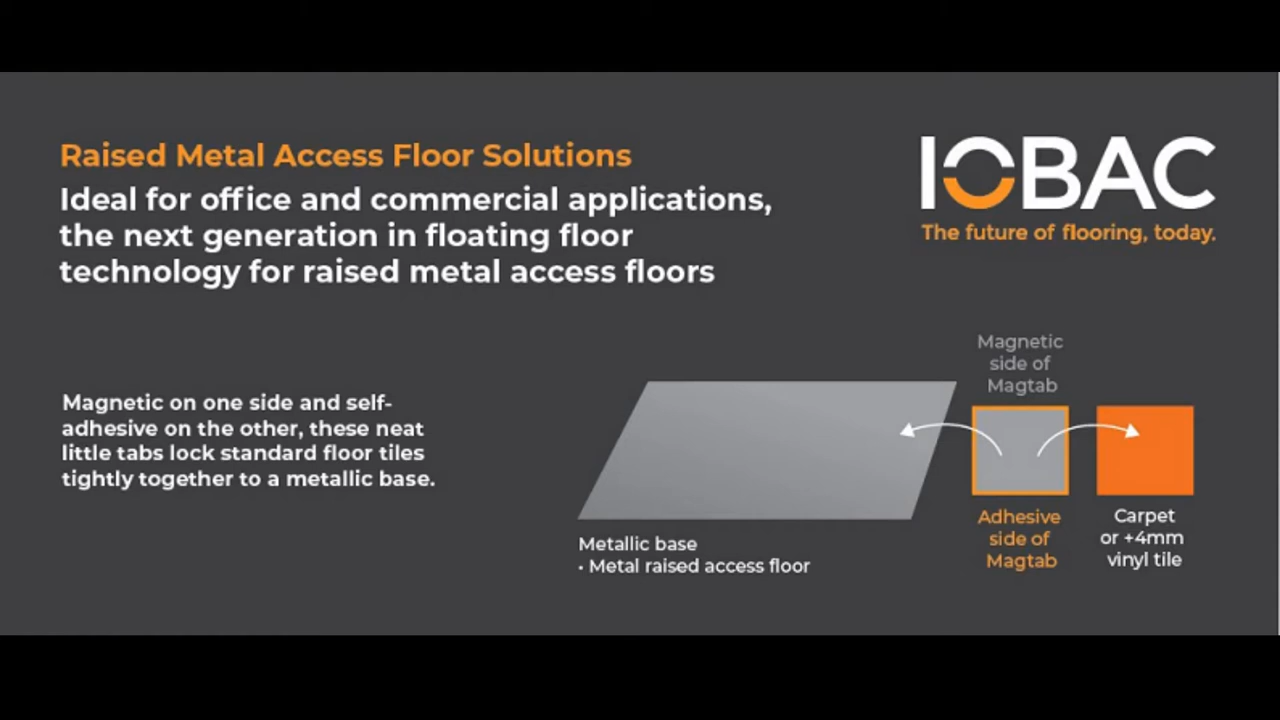 Raised Metal Access Floor Solutions
Ideal for office and commercial applications,
the next generation in floating floor
technology for raised metal access floors
IOBAC
The future of flooring, today.
Magnetic on one side and self-
adhesive on the other, these neat
little tabs lock standard floor tiles
tightly together to a metallic base.
Metallic base
• Metal raised access floor
Magnetic
side of
Magtab
Adhesive
side of
Magtab
Carpet
or +4mm
vinyl tile